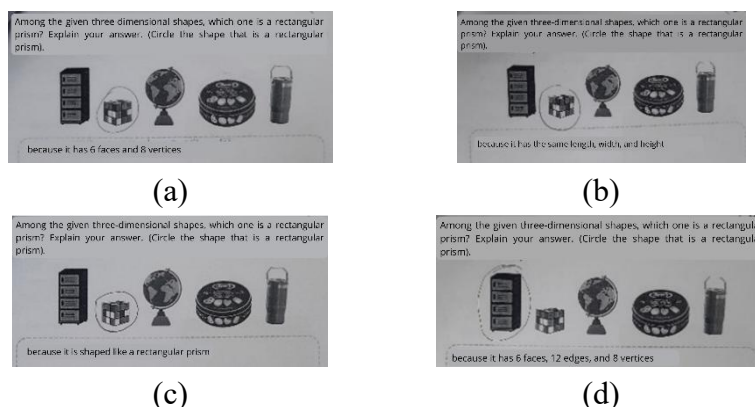 Among the given three dimensional shapes, which one is a rectangular
prism? Explain your answer. (Circle the shape that is a rectangular
prism).
because it has 6 faces and 8 vertices
(a)
Among the given three-dimensional shapes, which one is a rectangular
prism? Explain your answer. (Circle the shape that is a rectangular
prism).
because it has the same length, width, and height
(b)
Among the given three-dimensional shapes, which one is a rectangular
prism? Explain your answer. (Circle the shape that is a rectangular
prism).
because it is shaped like a rectangular prism
(c)
Among the given three-dimensional shapes, which one is a rectangula
prism? Explain your answer. (Circle the shape that is a rectangula
prism).
because it has 6 faces, 12 edges, and 8 vertices
(d)